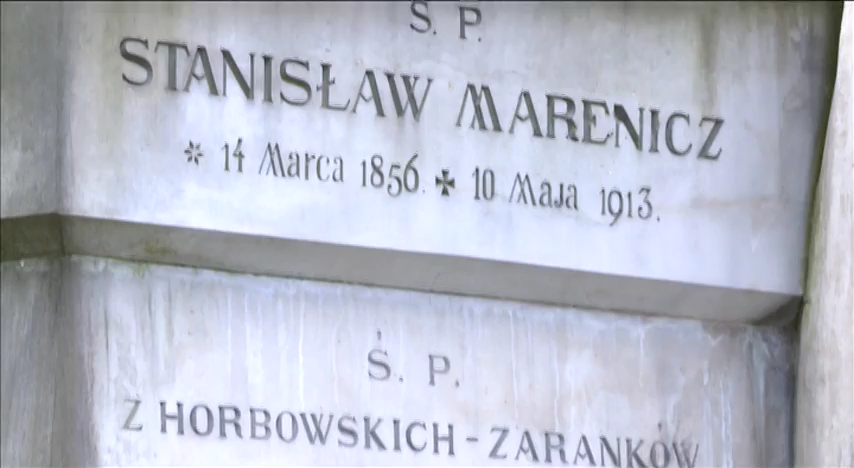 Ś. P.
STANISŁAW MARENICZ
* 14 Marca 1856. ✠ 10 Maja 1913.
Ś. P.
Z HORBOWSKICH-ZARANKÓW